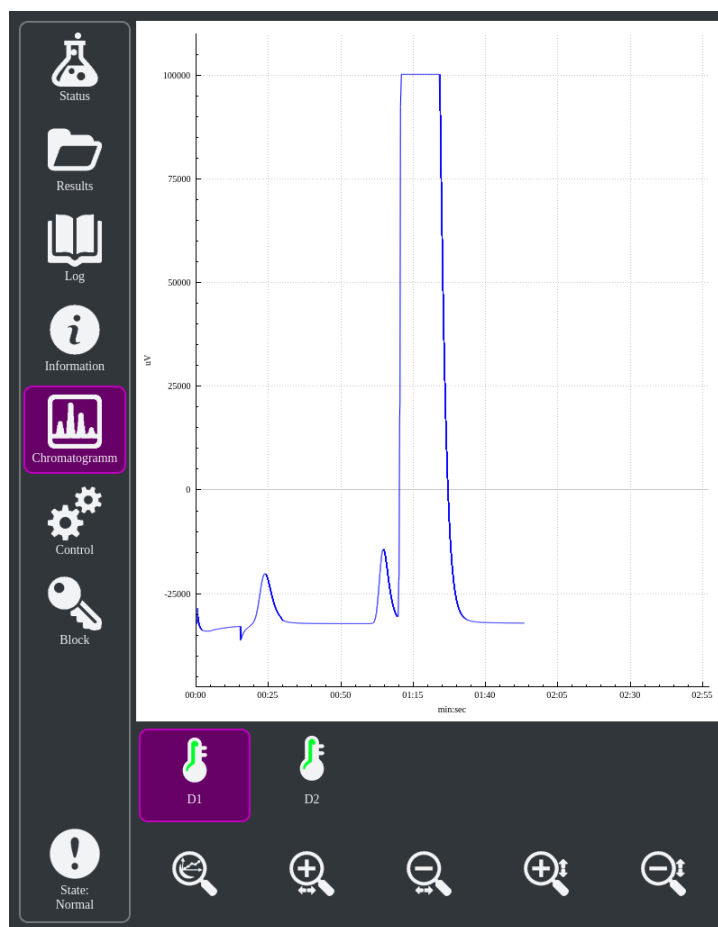 Status
Results
Log
Information
Chromatogramm
Control
Block
State:
Normal
100000
75000
50000
25000
0
-25000
uV
00:00 00:25 00:50 01:15 01:40 02:05 02:30 02:55
min:sec
D1 D2